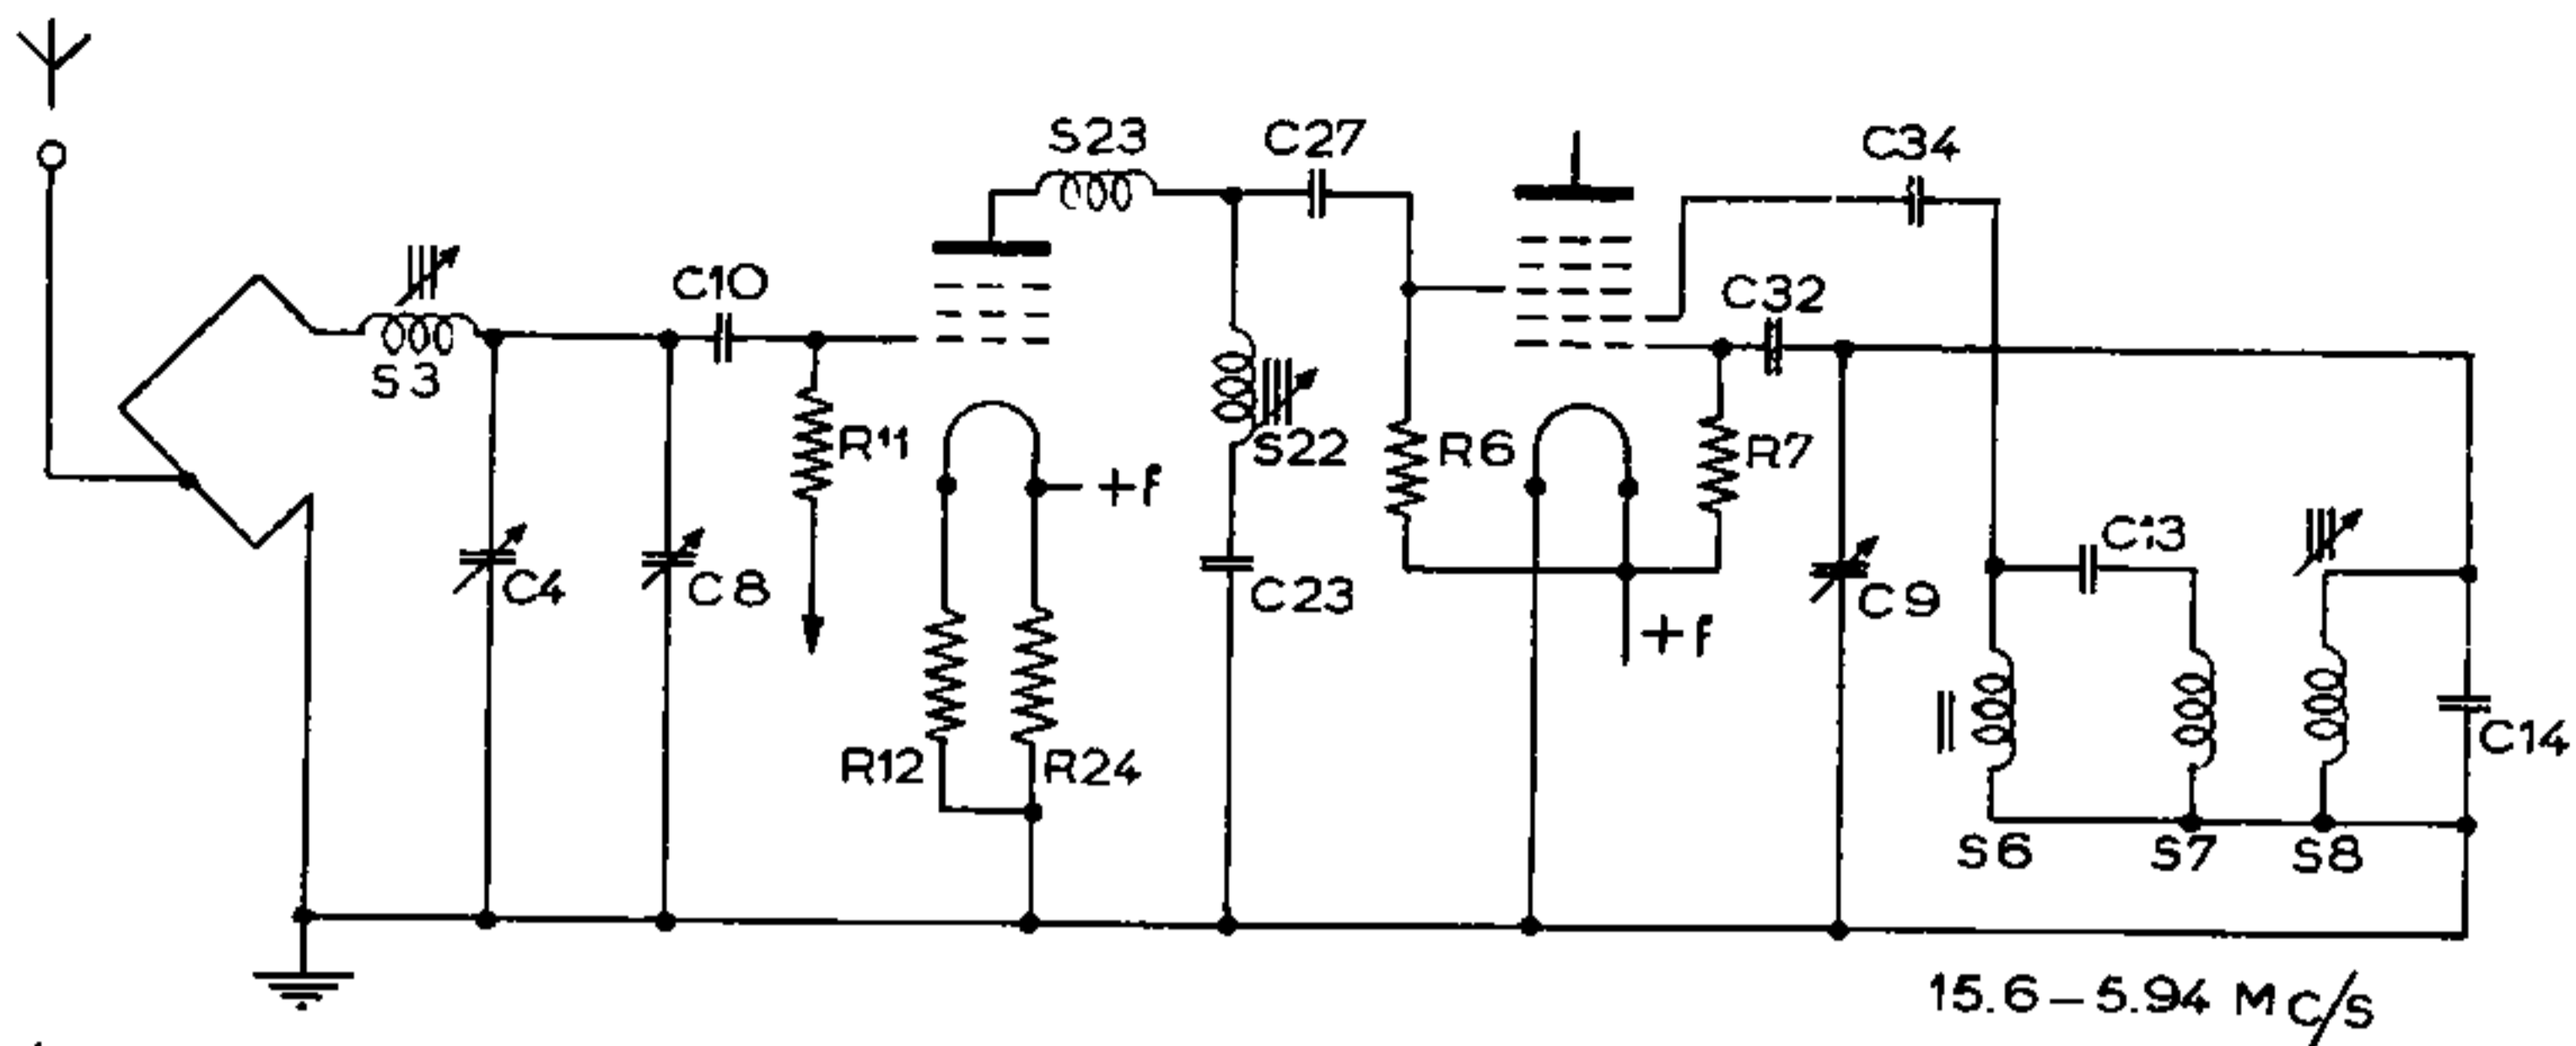 S23
C27
C34
C10
C32
S3
R11
S22
R6
R7
+f
C13
C4
C8
C23
C9
+f
R12
R24
C14
S6
S7
S8
15.6 – 5.94 MC/S